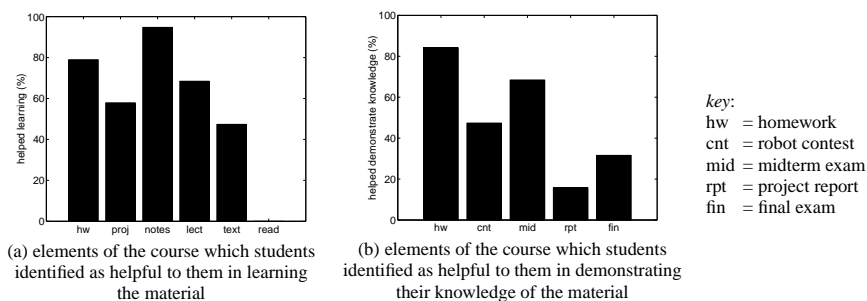 100
80
60
40
20
0
helped learning (%)
hw proj notes lect text read
(a) elements of the course which students
identified as helpful to them in learning
the material
100
80
60
40
20
0
helped demonstrate knowledge (%)
hw cnt mid rpt fin
(b) elements of the course which students
identified as helpful to them in demonstrating
their knowledge of the material
key:
hw = homework
cnt = robot contest
mid = midterm exam
rpt = project report
fin = final exam